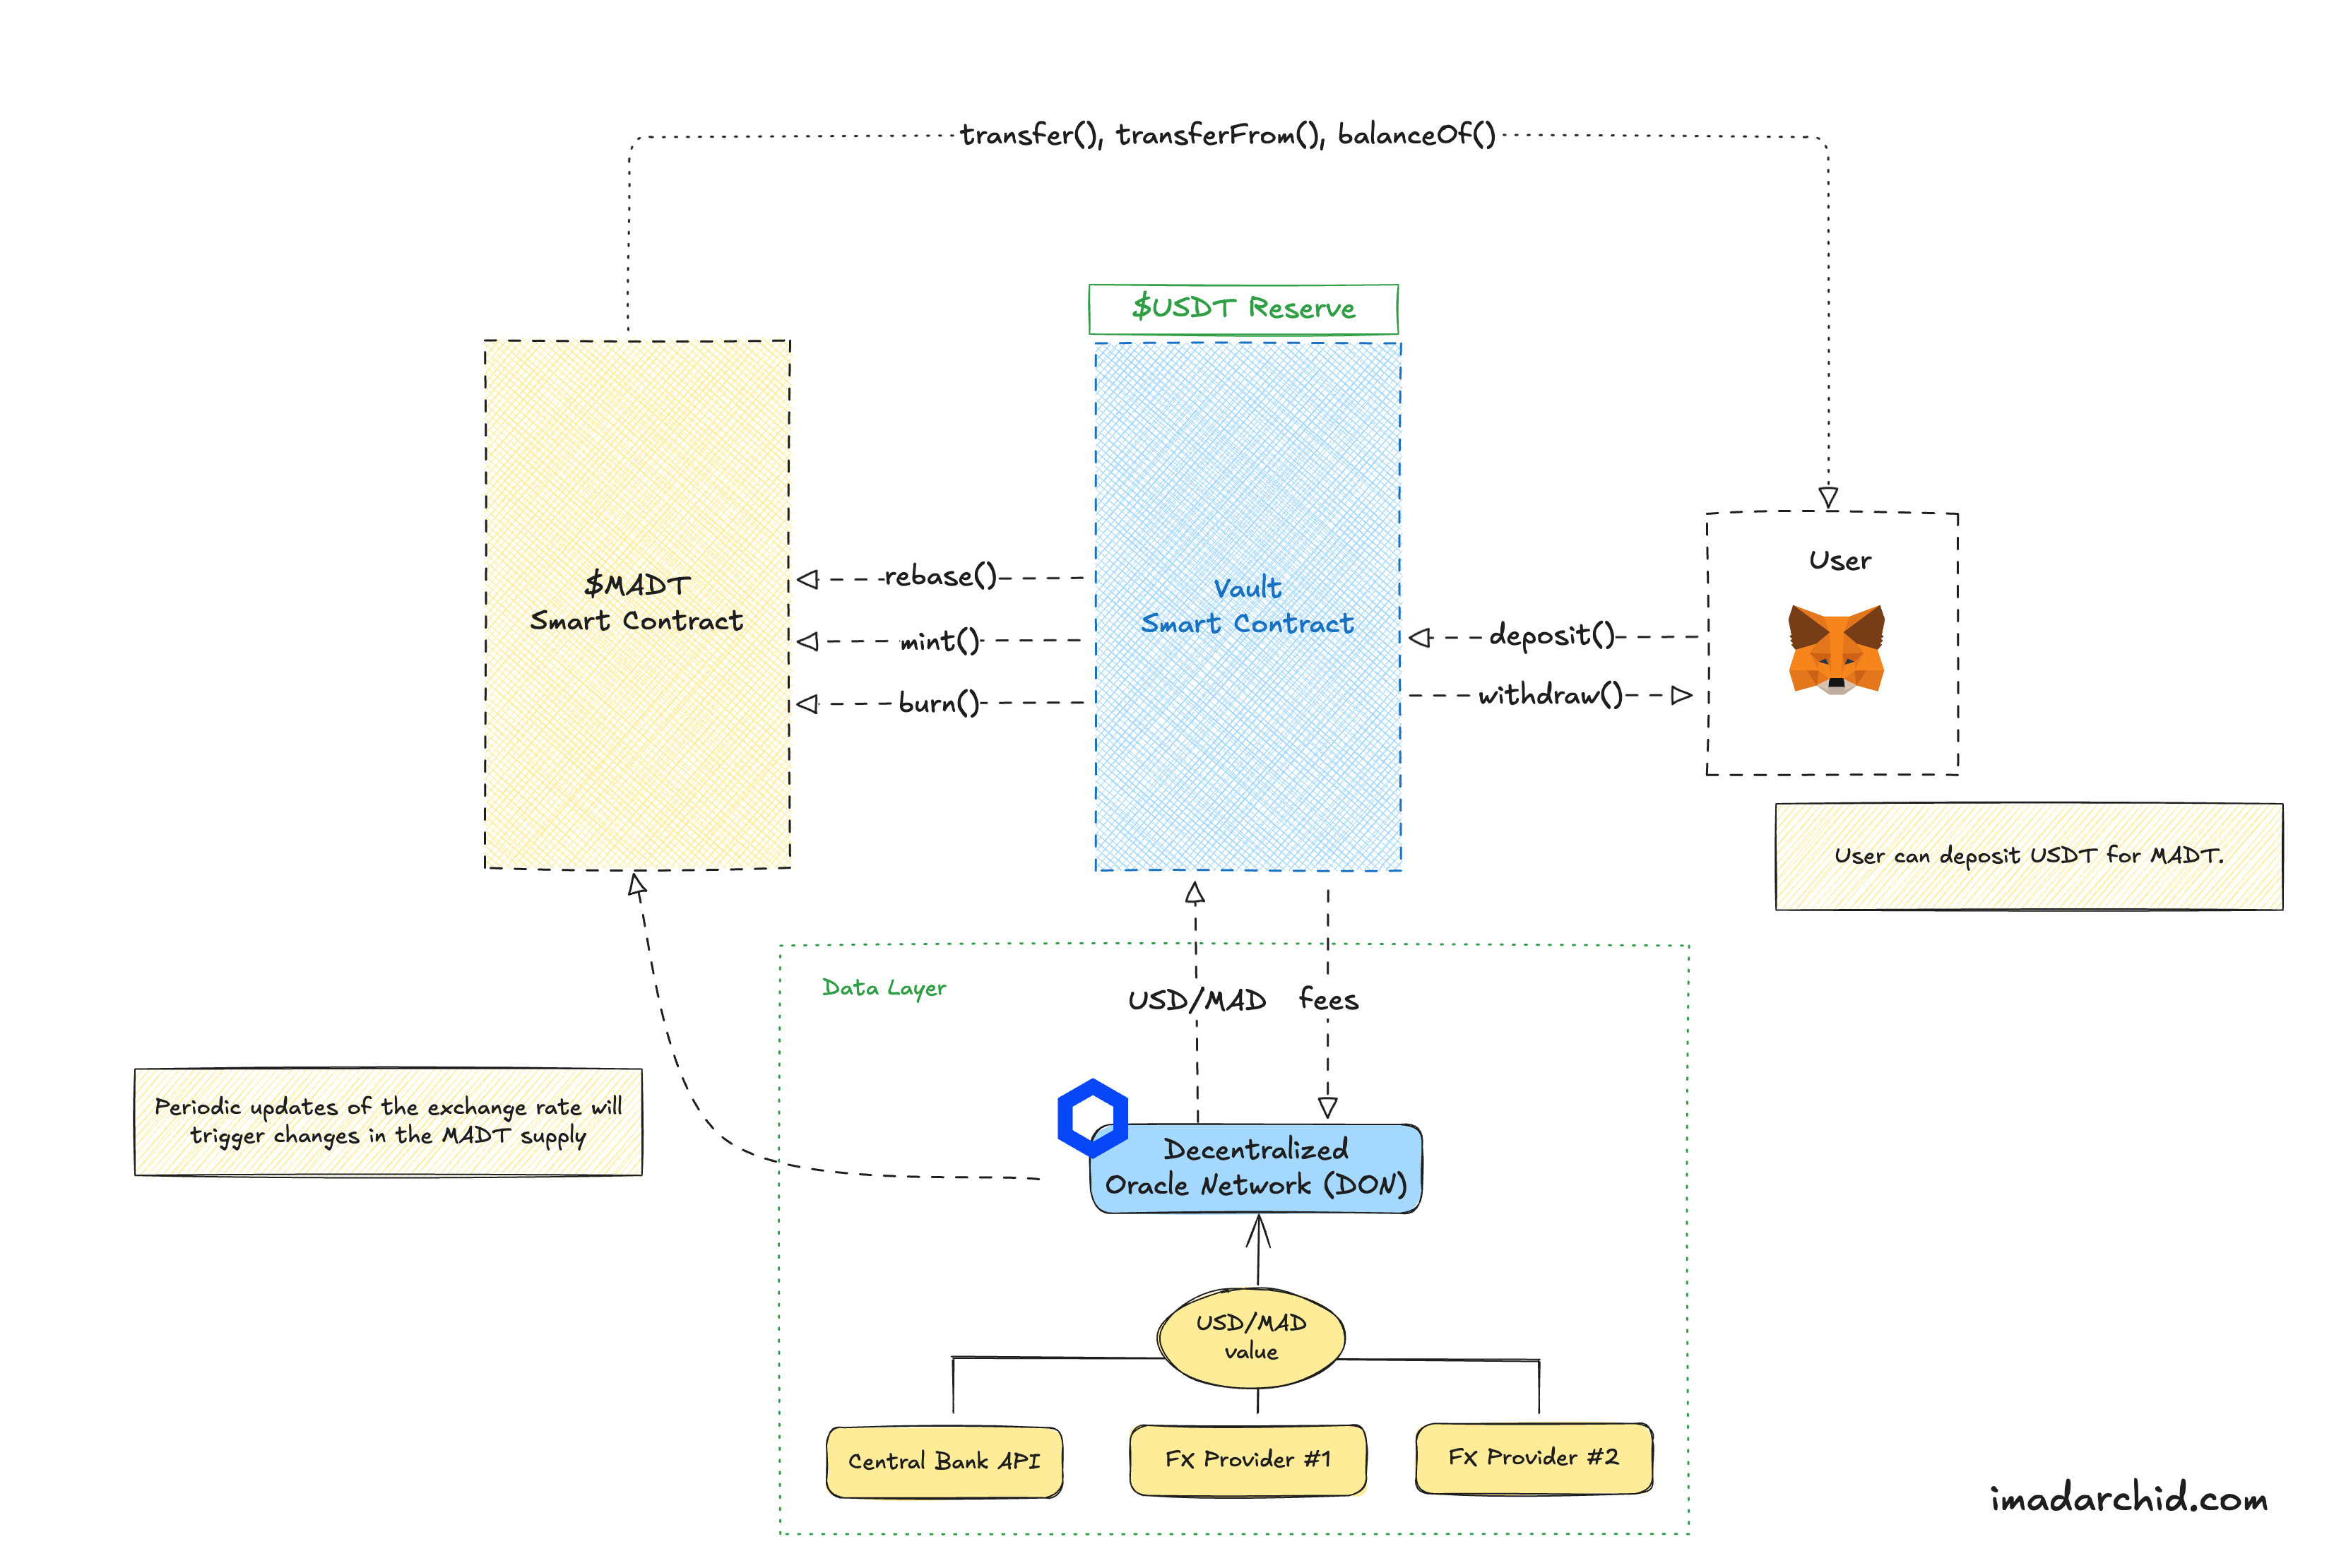 transfer(), transferFrom(), balanceOf()
$USDT Reserve
$MADT
Smart Contract
rebase()
mint()
burn()
Vault
Smart Contract
deposit()
withdraw()
User
User can deposit USDT for MADT.
Data Layer
USD/MAD
fees
Periodic updates of the exchange rate will
trigger changes in the MADT supply
Decentralized
Oracle Network (DON)
USD/MAD
value
Central Bank API
FX Provider #1
FX Provider #2
imadarchid.com